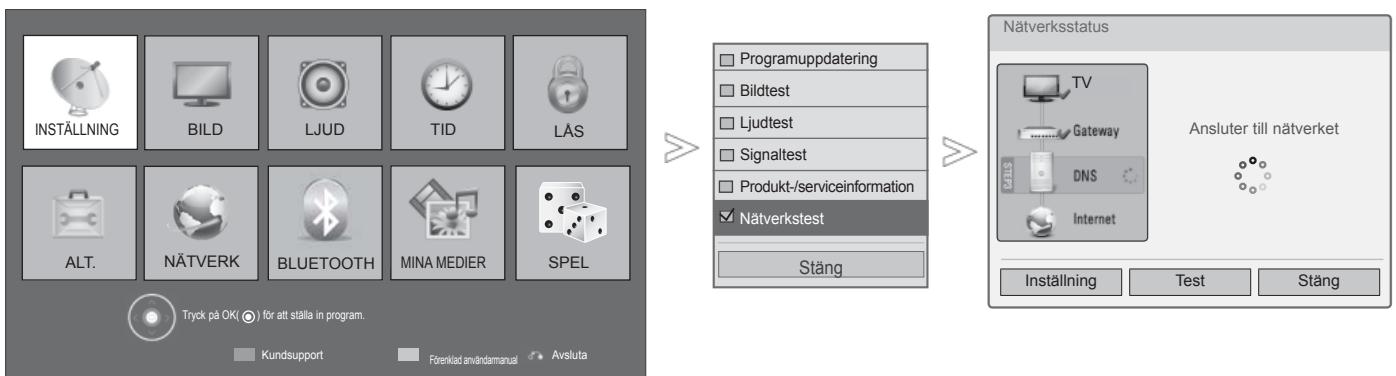 INSTÄLLNING
BILD
LJUD
TID
LÅS
ALT.
NÄTVERK
BLUETOOTH
MINA MEDIER
SPEL
Tryck på OK( ) för att ställa in program.
Kundsupport
Förenklad användarmanual
Avsluta
Programuppdatering
Bildtest
Ljudtest
Signaltest
Produkt-/serviceinformation
Nätverkstest
Stäng
Nätverksstatus
TV
Gateway
STEP3
DNS
Internet
Ansluter till nätverket
Inställning
Test
Stäng